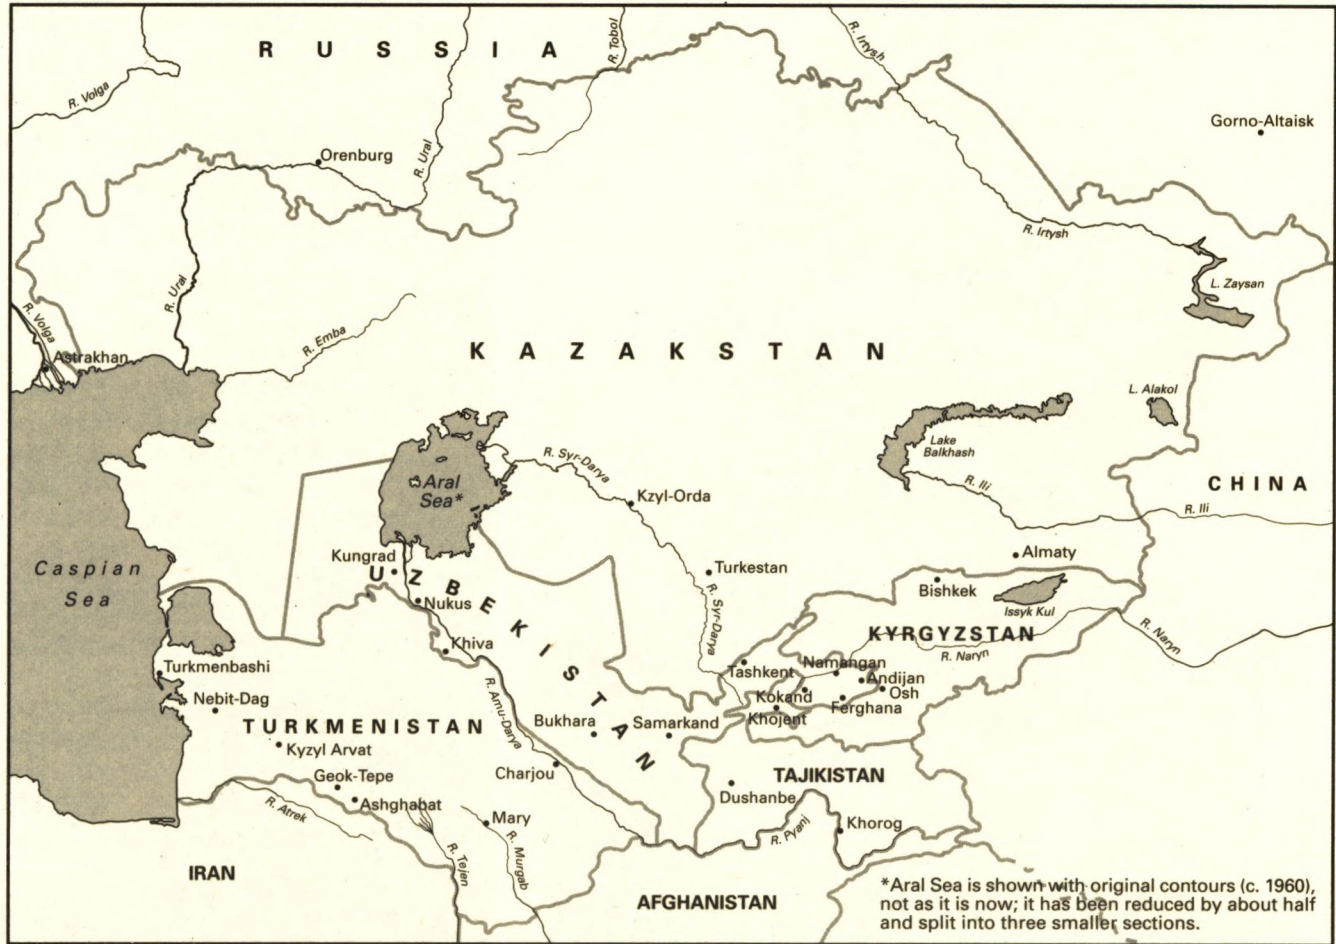 RUSSIA
R. Tobol
R. Irtysh
R. Volga
Gorno-Altaisk
Orenburg
R. Ural
R. Irtysh
R. Ural
L. Zaysan
R. Volga
R. Emba
Astrakhan
KAZAKSTAN
L. Alakol
Lake
Balkhash
R. Syr-Darya
Aral
Sea*
R. Ili
CHINA
Kzyl-Orda
R. Ili
Kungrad
Almaty
Caspian
Sea
Turkestan
UZBEKISTAN
Bishkek
Nukus
Issyk Kul
R. Syr-Darya
KYRGYZSTAN
R. Naryn
Khiva
R. Naryn
Turkmenbashi
Tashkent
Namangan
Andijan
Nebit-Dag
Kokand
Osh
R. Amu-Darya
Ferghana
TURKMENISTAN
Bukhara
Samarkand
Khojent
Kyzyl Arvat
Charjou
TAJIKISTAN
Geok-Tepe
Dushanbe
Ashghabat
R. Atrek
Mary
Khorog
R. Pyanj
R. Tejen
R. Murgab
IRAN
AFGHANISTAN
*Aral Sea is shown with original contours (c. 1960),
not as it is now; it has been reduced by about half
and split into three smaller sections.